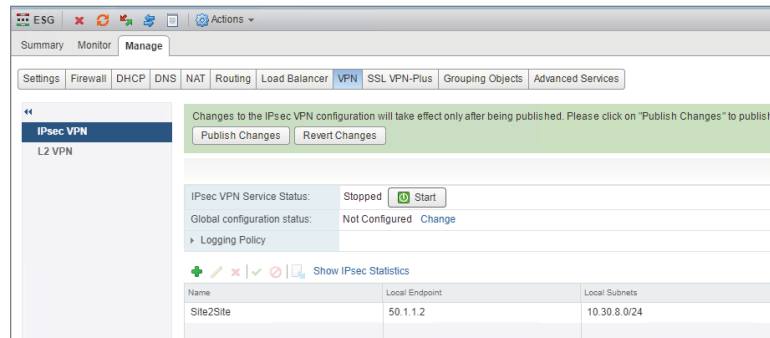 ESG Actions
Summary Monitor Manage
Settings Firewall DHCP DNS NAT Routing Load Balancer VPN SSL VPN-Plus Grouping Objects Advanced Services
IPsec VPN
L2 VPN
Changes to the IPsec VPN configuration will take effect only after being published. Please click on "Publish Changes" to publish
Publish Changes Revert Changes
IPsec VPN Service Status: Stopped Start
Global configuration status: Not Configured Change
Logging Policy
Show IPsec Statistics
Name Local Endpoint Local Subnets
Site2Site 50.1.1.2 10.30.8.0/24